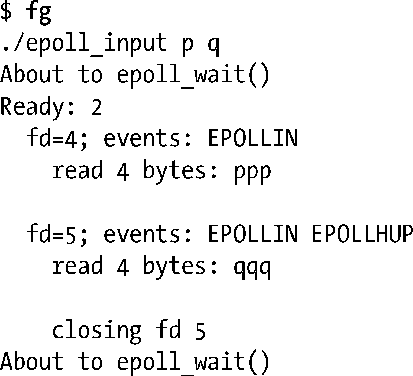 $ fg
./epoll_input p q
About to epoll_wait()
Ready: 2
fd=4; events: EPOLLIN
read 4 bytes: ppp
fd=5; events: EPOLLIN EPOLLHUP
read 4 bytes: qqq
closing fd 5
About to epoll_wait()